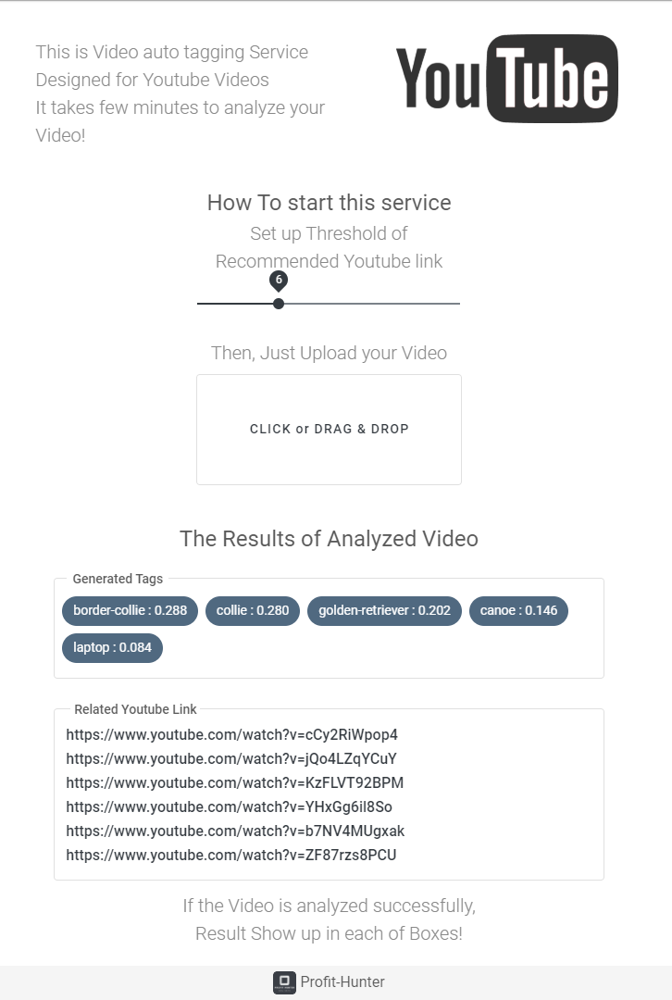 This is Video auto tagging Service
Designed for Youtube Videos
It takes few minutes to analyze your
Video!
YouTube
How To start this service
Set up Threshold of
Recommended Youtube link
6
Then, Just Upload your Video
CLICK or DRAG & DROP
The Results of Analyzed Video
Generated Tags
border-collie : 0.288 collie : 0.280 golden-retriever : 0.202 canoe : 0.146
laptop : 0.084
Related Youtube Link
https://www.youtube.com/watch?v=cCy2RiWpop4
https://www.youtube.com/watch?v=jQo4LZqYCuY
https://www.youtube.com/watch?v=KzFLVT92BPM
https://www.youtube.com/watch?v=YHxGg6il8So
https://www.youtube.com/watch?v=b7NV4MUgxak
https://www.youtube.com/watch?v=ZF87rzs8PCU
If the Video is analyzed successfully,
Result Show up in each of Boxes!
Profit-Hunter